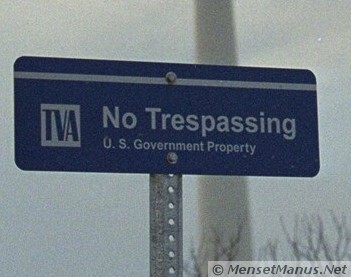 TVA
No Trespassing
U. S. Government Property
© MensetManus.Net